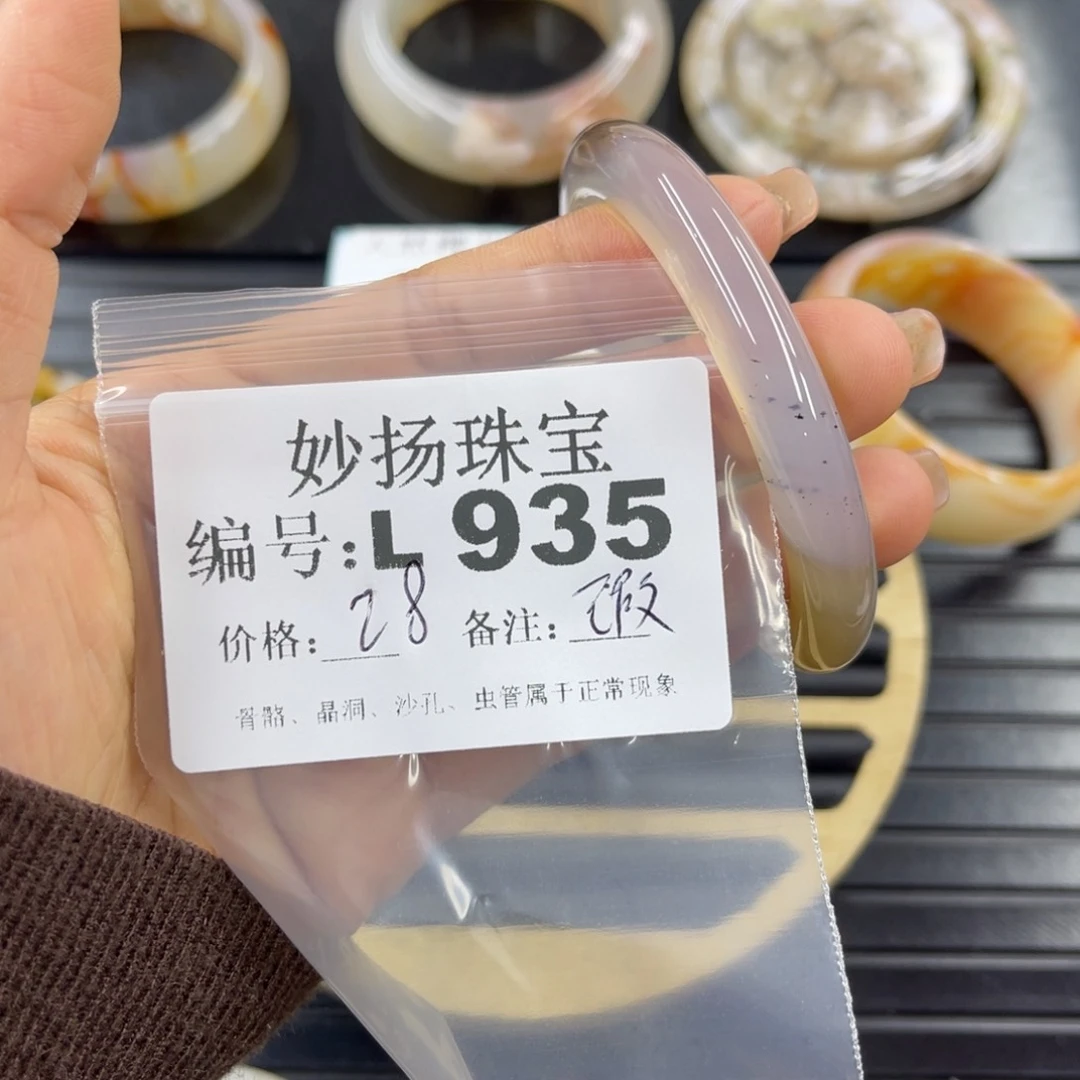 妙扬珠宝
编号:L 935
价格: 28 备注: 瑕
骨骼、晶洞、沙孔、虫管属于正常现象